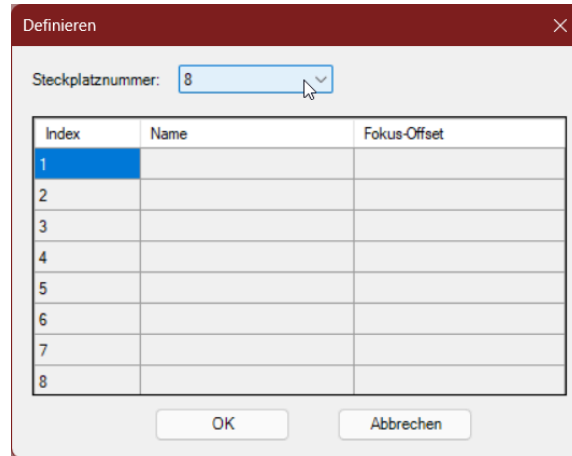 Definieren
Steckplatznummer: 8
Index Name Fokus-Offset
1
2
3
4
5
6
7
8
OK Abbrechen